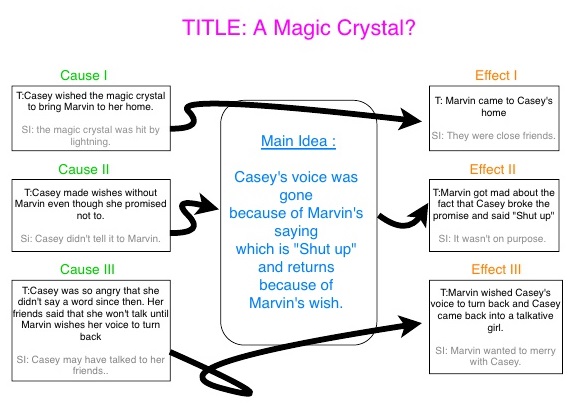 TITLE: A Magic Crystal?
Cause I
T:Casey wished the magic crystal
to bring Marvin to her home.
SI: the magic crystal was hit by
lightning.
Effect I
T: Marvin came to Casey's
home
SI: They were close friends.
Main Idea :
Casey's voice was
gone
because of Marvin's
saying
which is "Shut up"
and returns
because of
Marvin's wish.
Cause II
T:Casey made wishes without
Marvin even though she promised
not to.
Si: Casey didn't tell it to Marvin.
Effect II
T:Marvin got mad about the
fact that Casey broke the
promise and said "Shut up"
SI: It wasn't on purpose.
Cause III
T:Casey was so angry that she
didn't say a word since then. Her
friends said that she won't talk until
Marvin wishes her voice to turn
back
SI: Casey may have talked to her
friends..
Effect III
T:Marvin wished Casey's
voice to turn back and Casey
came back into a talkative
girl.
SI: Marvin wanted to merry
with Casey.